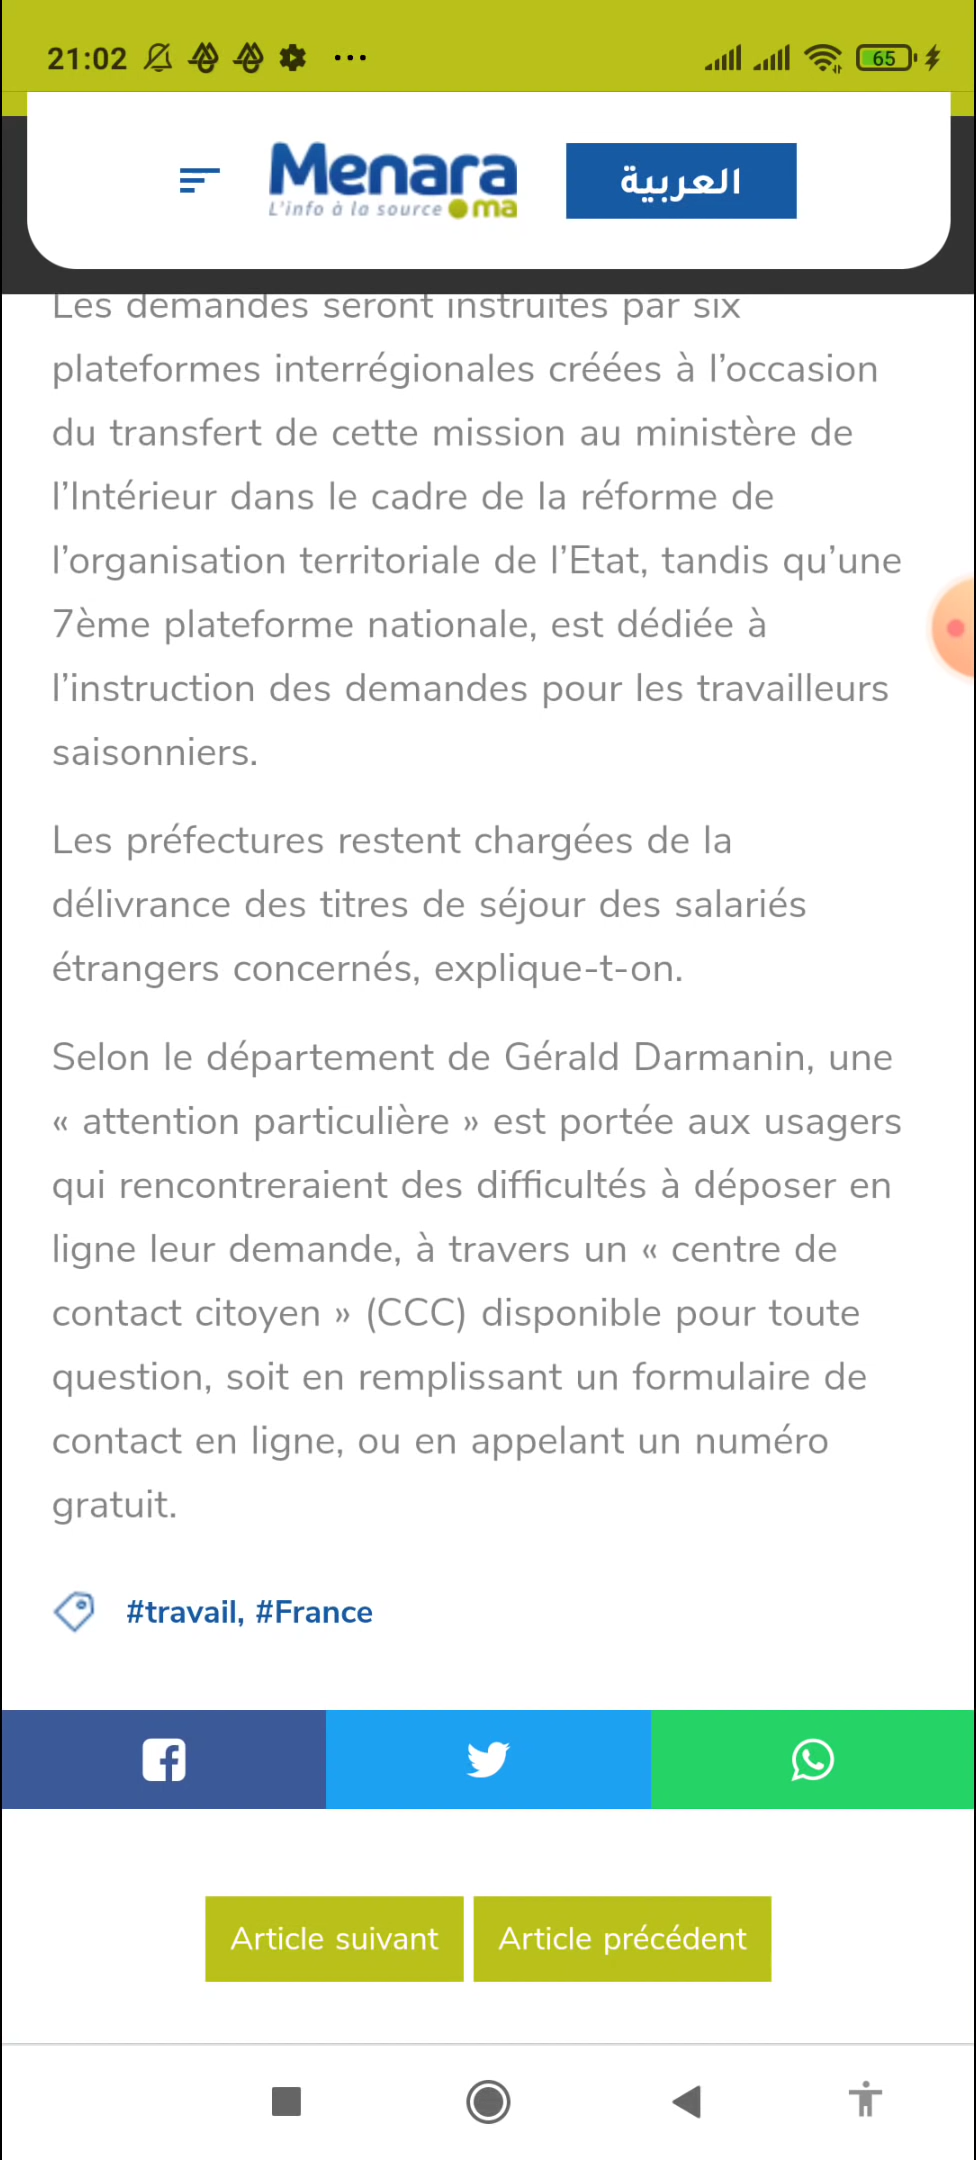 21:02
65
Menara
L'info à la source ma
العربية
Les demandes seront instruites par six
plateformes interrégionales créées à l’occasion
du transfert de cette mission au ministère de
l’Intérieur dans le cadre de la réforme de
l’organisation territoriale de l’Etat, tandis qu’une
7ème plateforme nationale, est dédiée à
l’instruction des demandes pour les travailleurs
saisonniers.
Les préfectures restent chargées de la
délivrance des titres de séjour des salariés
étrangers concernés, explique-t-on.
Selon le département de Gérald Darmanin, une
« attention particulière » est portée aux usagers
qui rencontreraient des difficultés à déposer en
ligne leur demande, à travers un « centre de
contact citoyen » (CCC) disponible pour toute
question, soit en remplissant un formulaire de
contact en ligne, ou en appelant un numéro
gratuit.
#travail, #France
Article suivant
Article précédent